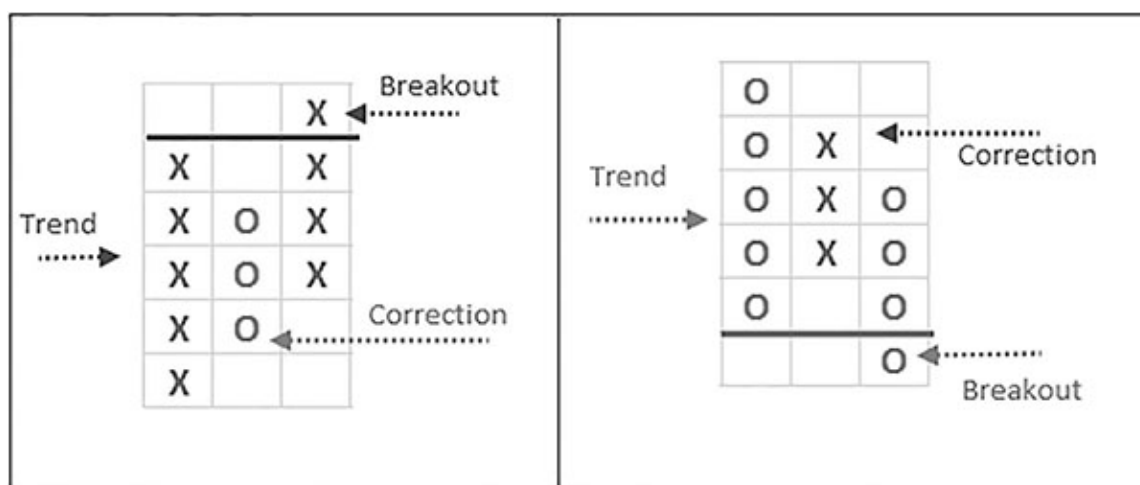 Breakout
X
X X
Trend
X O X
X O X
Correction
X O
X
O
O X
Correction
Trend
O X O
O X O
O O
O
Breakout